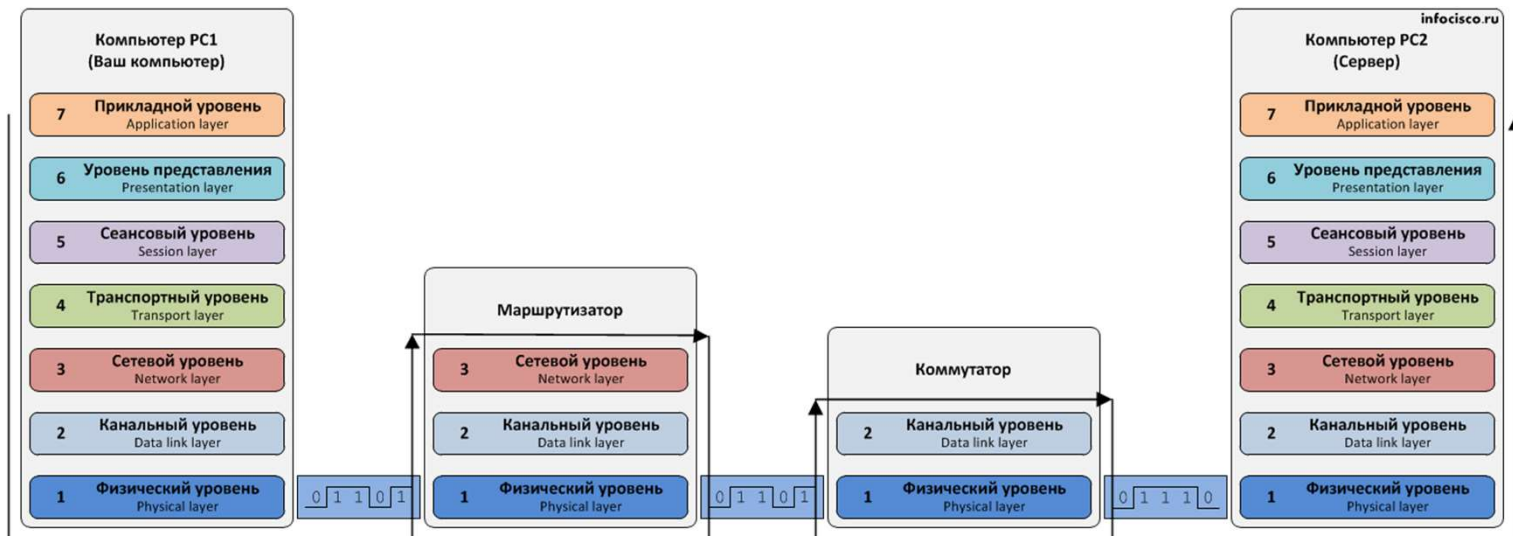 infocisco.ru
Компьютер PC1
(Ваш компьютер)
7 Прикладной уровень
Application layer
6 Уровень представления
Presentation layer
5 Сеансовый уровень
Session layer
4 Транспортный уровень
Transport layer
3 Сетевой уровень
Network layer
2 Канальный уровень
Data link layer
1 Физический уровень
Physical layer
0 1 1 0 1
Маршрутизатор
3 Сетевой уровень
Network layer
2 Канальный уровень
Data link layer
1 Физический уровень
Physical layer
0 1 1 0 1
Коммутатор
2 Канальный уровень
Data link layer
1 Физический уровень
Physical layer
0 1 1 1 0
Компьютер PC2
(Сервер)
7 Прикладной уровень
Application layer
6 Уровень представления
Presentation layer
5 Сеансовый уровень
Session layer
4 Транспортный уровень
Transport layer
3 Сетевой уровень
Network layer
2 Канальный уровень
Data link layer
1 Физический уровень
Physical layer